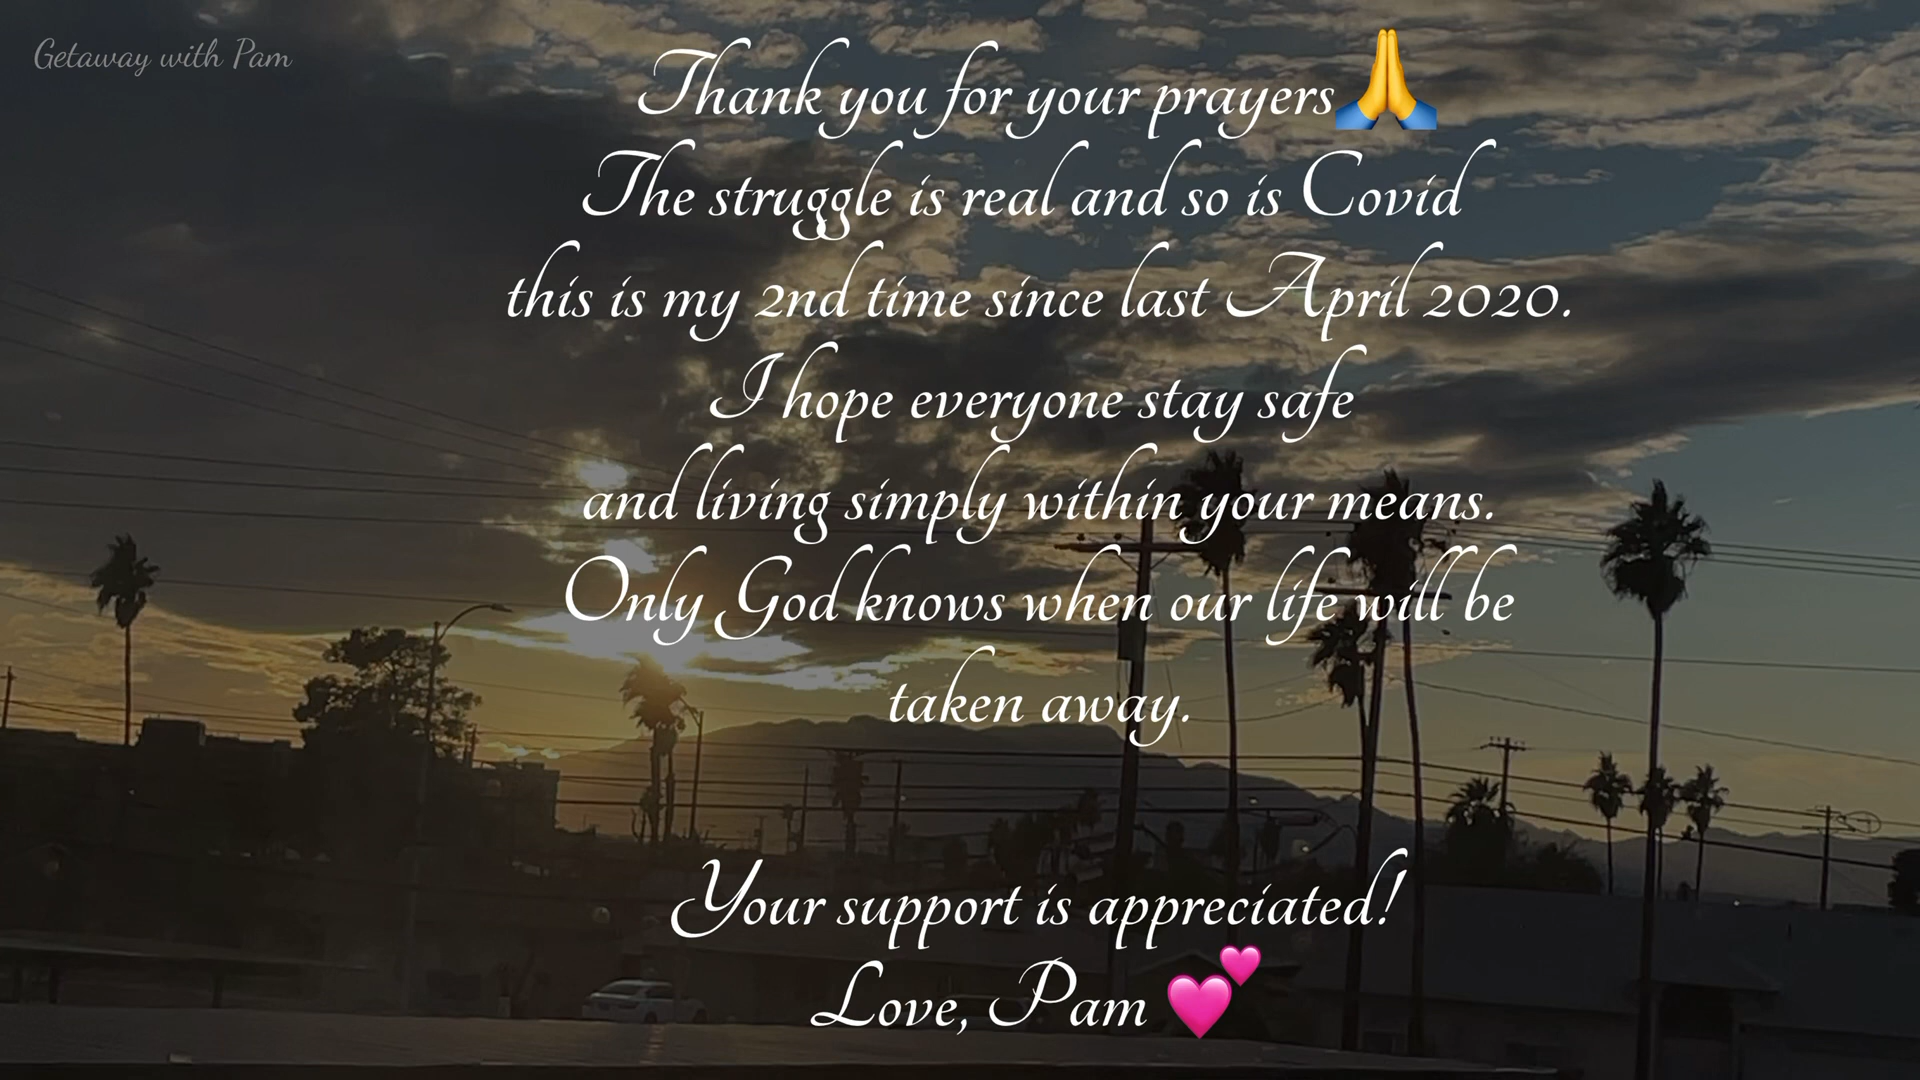 Getaway with Pam
Thank you for your prayers🙏
The struggle is real and so is Covid
this is my 2nd time since last April 2020.
I hope everyone stay safe
and living simply within your means.
Only God knows when our life will be
taken away.
Your support is appreciated!
Love, Pam 💕